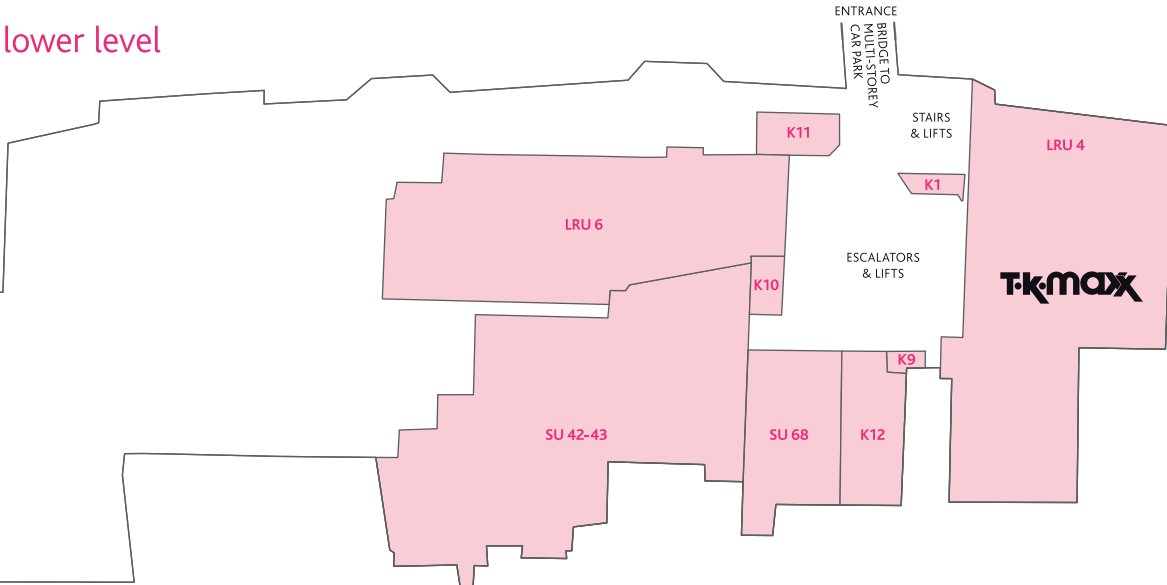 lower level
ENTRANCE
BRIDGE TO
MULTI-STOREY
CAR PARK
K11
STAIRS
& LIFTS
LRU 4
K1
LRU 6
ESCALATORS
& LIFTS
K10
T·K·maxx
K9
SU 42-43
SU 68
K12